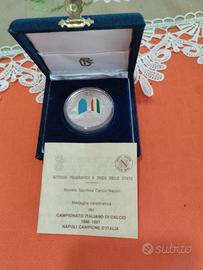 ISTITUTO POLIGRAFICO E ZECCA DELLO STATO
Società Sportiva Calcio Napoli
Medaglia celebrativa
del
CAMPIONATO ITALIANO DI CALCIO
1986-1987
NAPOLI CAMPIONE D'ITALIA
subito